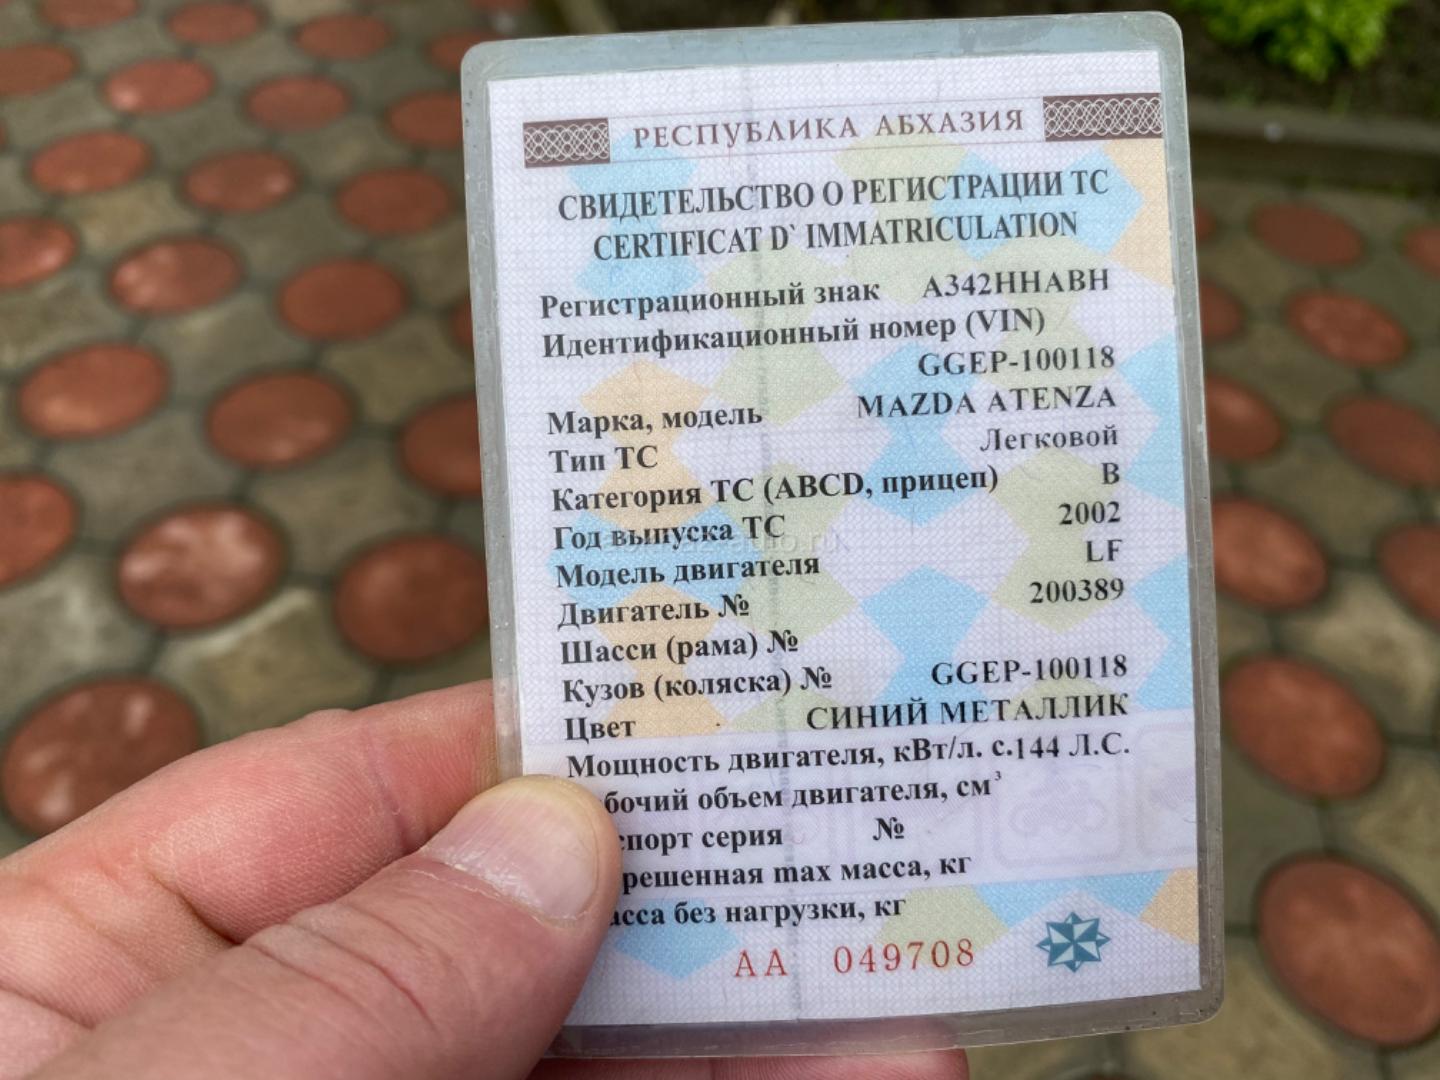 РЕСПУБЛИКА АБХАЗИЯ
СВИДЕТЕЛЬСТВО О РЕГИСТРАЦИИ ТС
CERTIFICAT D` IMMATRICULATION
Регистрационный знак А342ННАВН
Идентификационный номер (VIN)
GGEP-100118
Марка, модель MAZDA ATENZA
Тип ТС Легковой
Категория ТС (ABCD, прицеп) В
Год выпуска ТС 2002
Модель двигателя LF
Двигатель № 200389
Шасси (рама) №
Кузов (коляска) № GGEP-100118
Цвет СИНИЙ МЕТАЛЛИК
Мощность двигателя, кВт/л. с.144 Л.С.
бочий объем двигателя, см³
спорт серия №
решенная max масса, кг
асса без нагрузки, кг
АА 049708